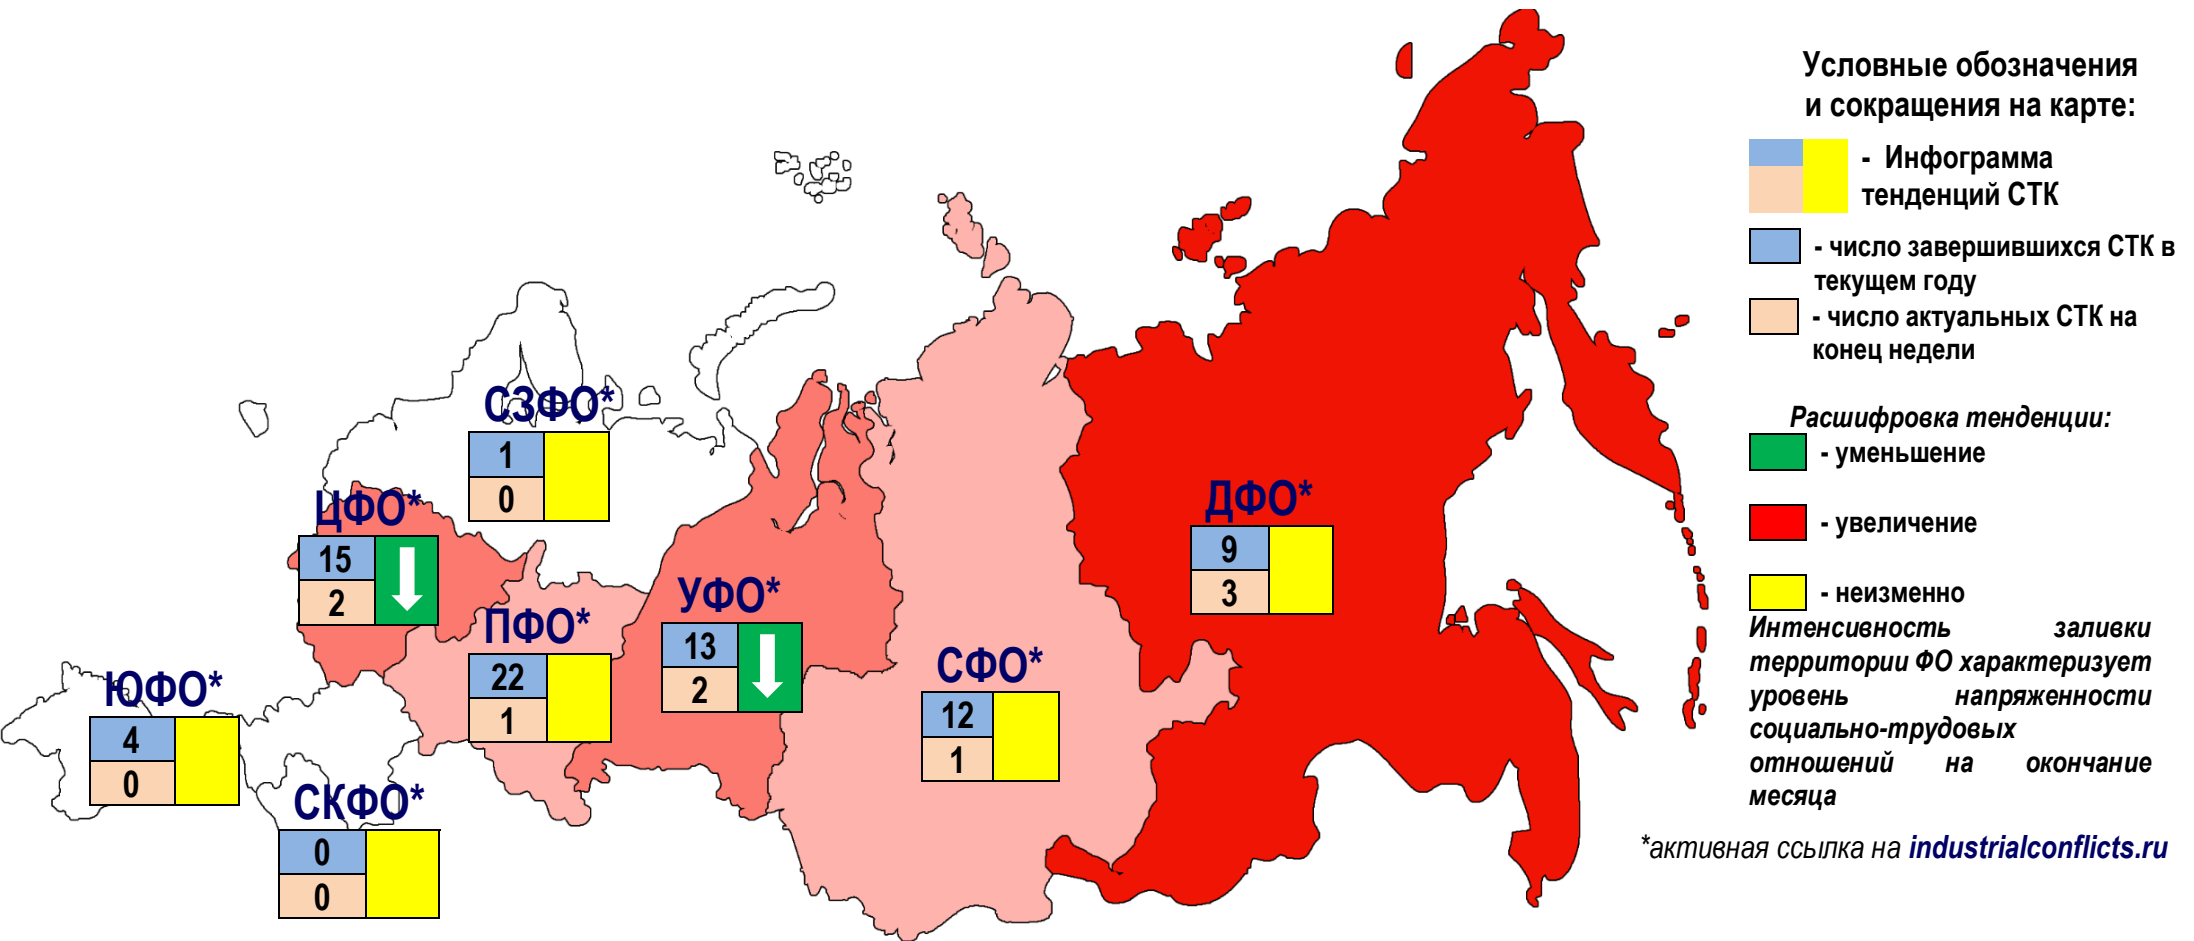 Условные обозначения
и сокращения на карте:
- Инфограмма
тенденций СТК
- число завершившихся СТК в
текущем году
- число актуальных СТК на
конец недели
Расшифровка тенденции:
- уменьшение
- увеличение
- неизменно
Интенсивность заливки
территории ФО характеризует
уровень напряженности
социально-трудовых
отношений на окончание
месяца
*активная ссылка на industrialconflicts.ru
СЗФО*
1
0
ЦФО*
15
2
ПФО*
22
1
УФО*
13
2
СФО*
12
1
ДФО*
9
3
ЮФО*
4
0
СКФО*
0
0